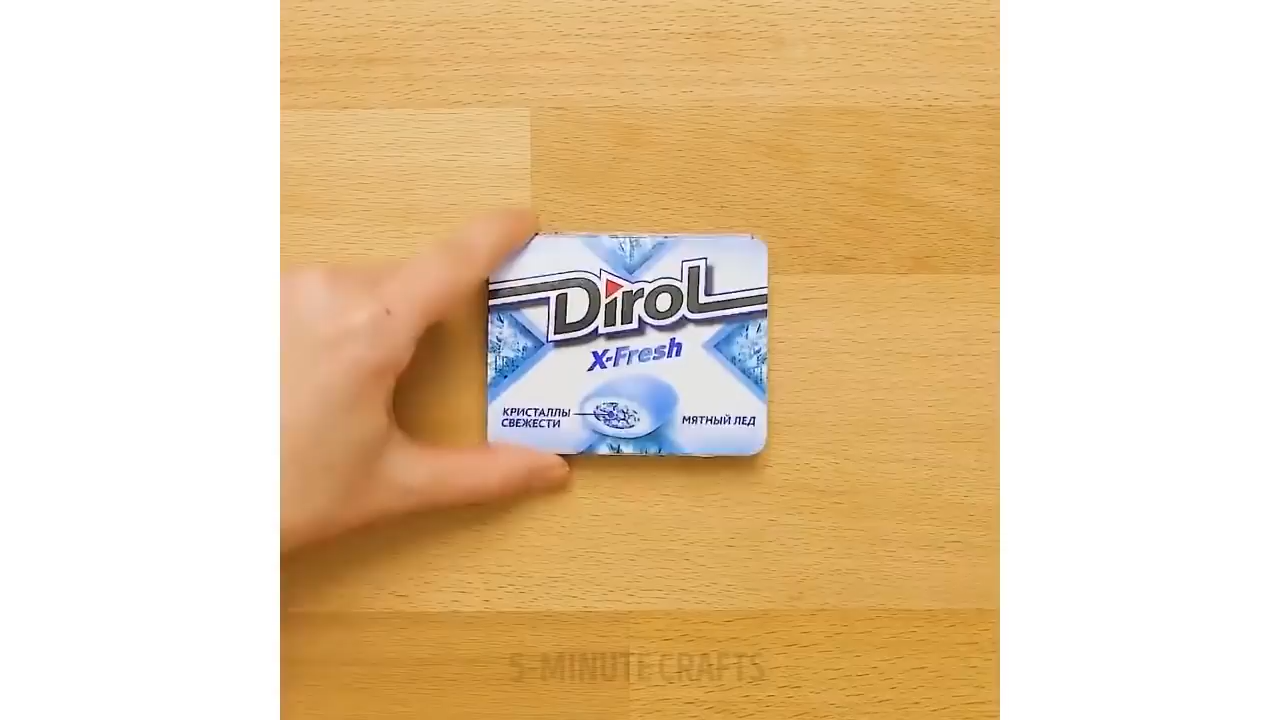 Dirol
X-Fresh
КРИСТАЛЛЫ
СВЕЖЕСТИ
МЯТНЫЙ ЛЕД
5-MINUTE CRAFTS